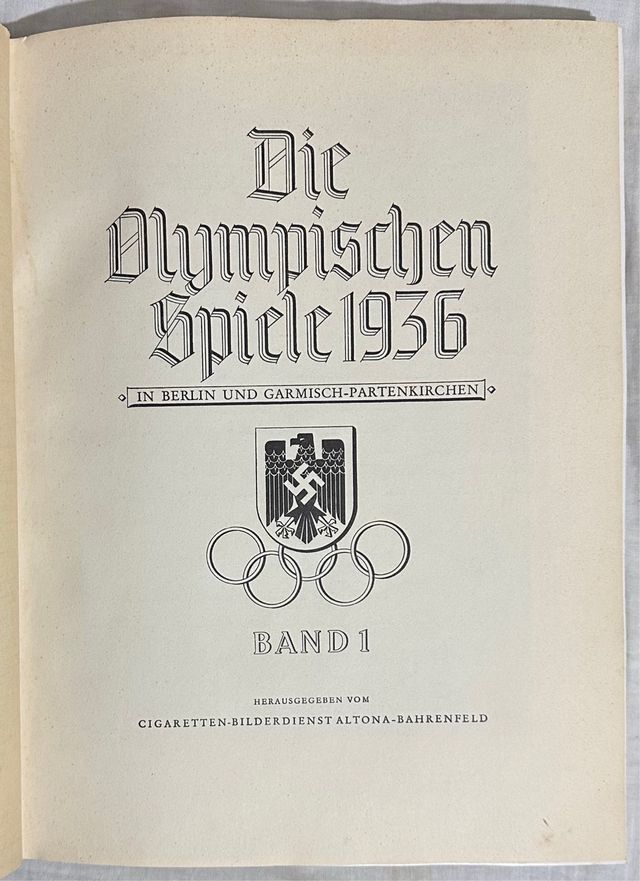 Die
Olympischen
Spiele 1936
IN BERLIN UND GARMISCH-PARTENKIRCHEN
BAND 1
HERAUSGEGEBEN VOM
CIGARETTEN-BILDERDIENST ALTONA-BAHRENFELD